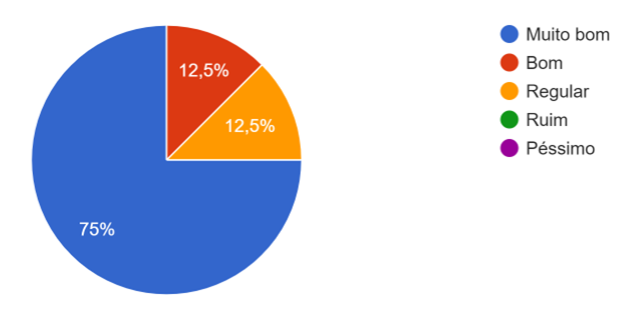 12,5%
12,5%
75%
Muito bom
Bom
Regular
Ruim
Péssimo